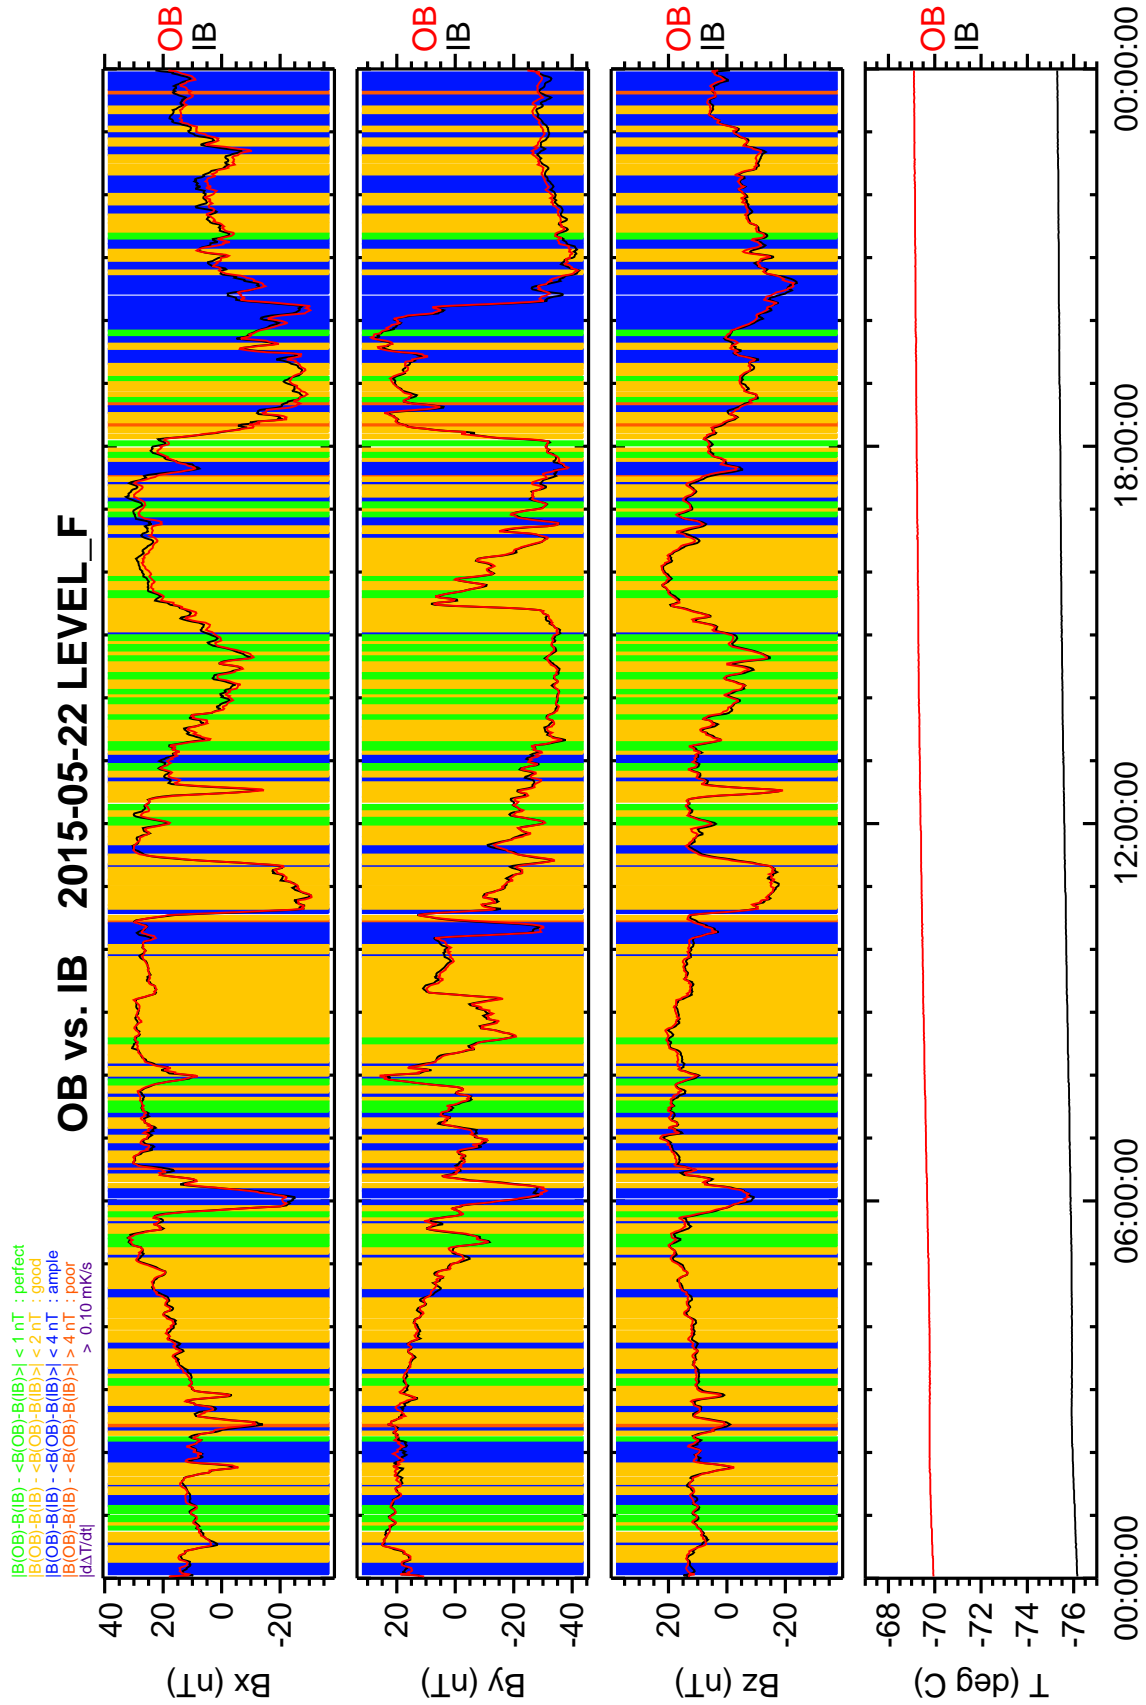 OB vs. IB 2015-05-22 LEVEL_F
|B(OB)-B(IB) - <B(OB)-B(IB)>| < 1 nT : perfect
|B(OB)-B(IB) - <B(OB)-B(IB)>| < 2 nT : good
|B(OB)-B(IB) - <B(OB)-B(IB)>| < 4 nT : ample
|B(OB)-B(IB) - <B(OB)-B(IB)>| > 4 nT : poor
|dΔT/dt| > 0.10 mK/s
Bx (nT)
40
20
0
-20
OB
IB
By (nT)
20
0
-20
-40
OB
IB
Bz (nT)
20
0
-20
OB
IB
T (deg C)
-68
-70
-72
-74
-76
OB
IB
00:00:00 06:00:00 12:00:00 18:00:00 00:00:00